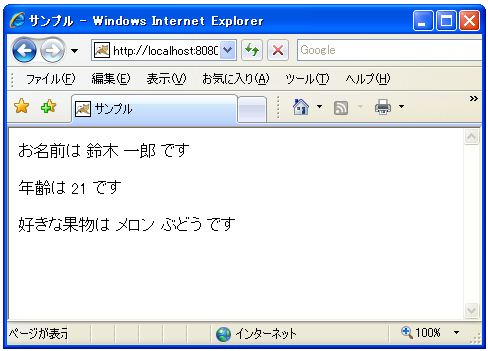 サンプル - Windows Internet Explorer
http://localhost:8080
Google
ファイル(F) 編集(E) 表示(V) お気に入り(A) ツール(T) ヘルプ(H)
サンプル
お名前は 鈴木 一郎 です
年齢は 21 です
好きな果物は メロン ぶどう です
ページが表示 インターネット 100%